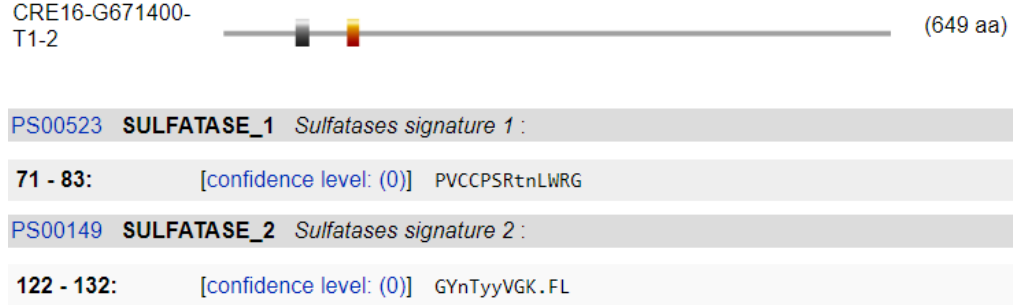 CRE16-G671400-
T1-2
(649 aa)
PS00523 SULFATASE_1 Sulfatases signature 1 :
71 - 83: [confidence level: (0)] PVCCPSRtnLWRG
PS00149 SULFATASE_2 Sulfatases signature 2 :
122 - 132: [confidence level: (0)] GYnTyyVGK.FL